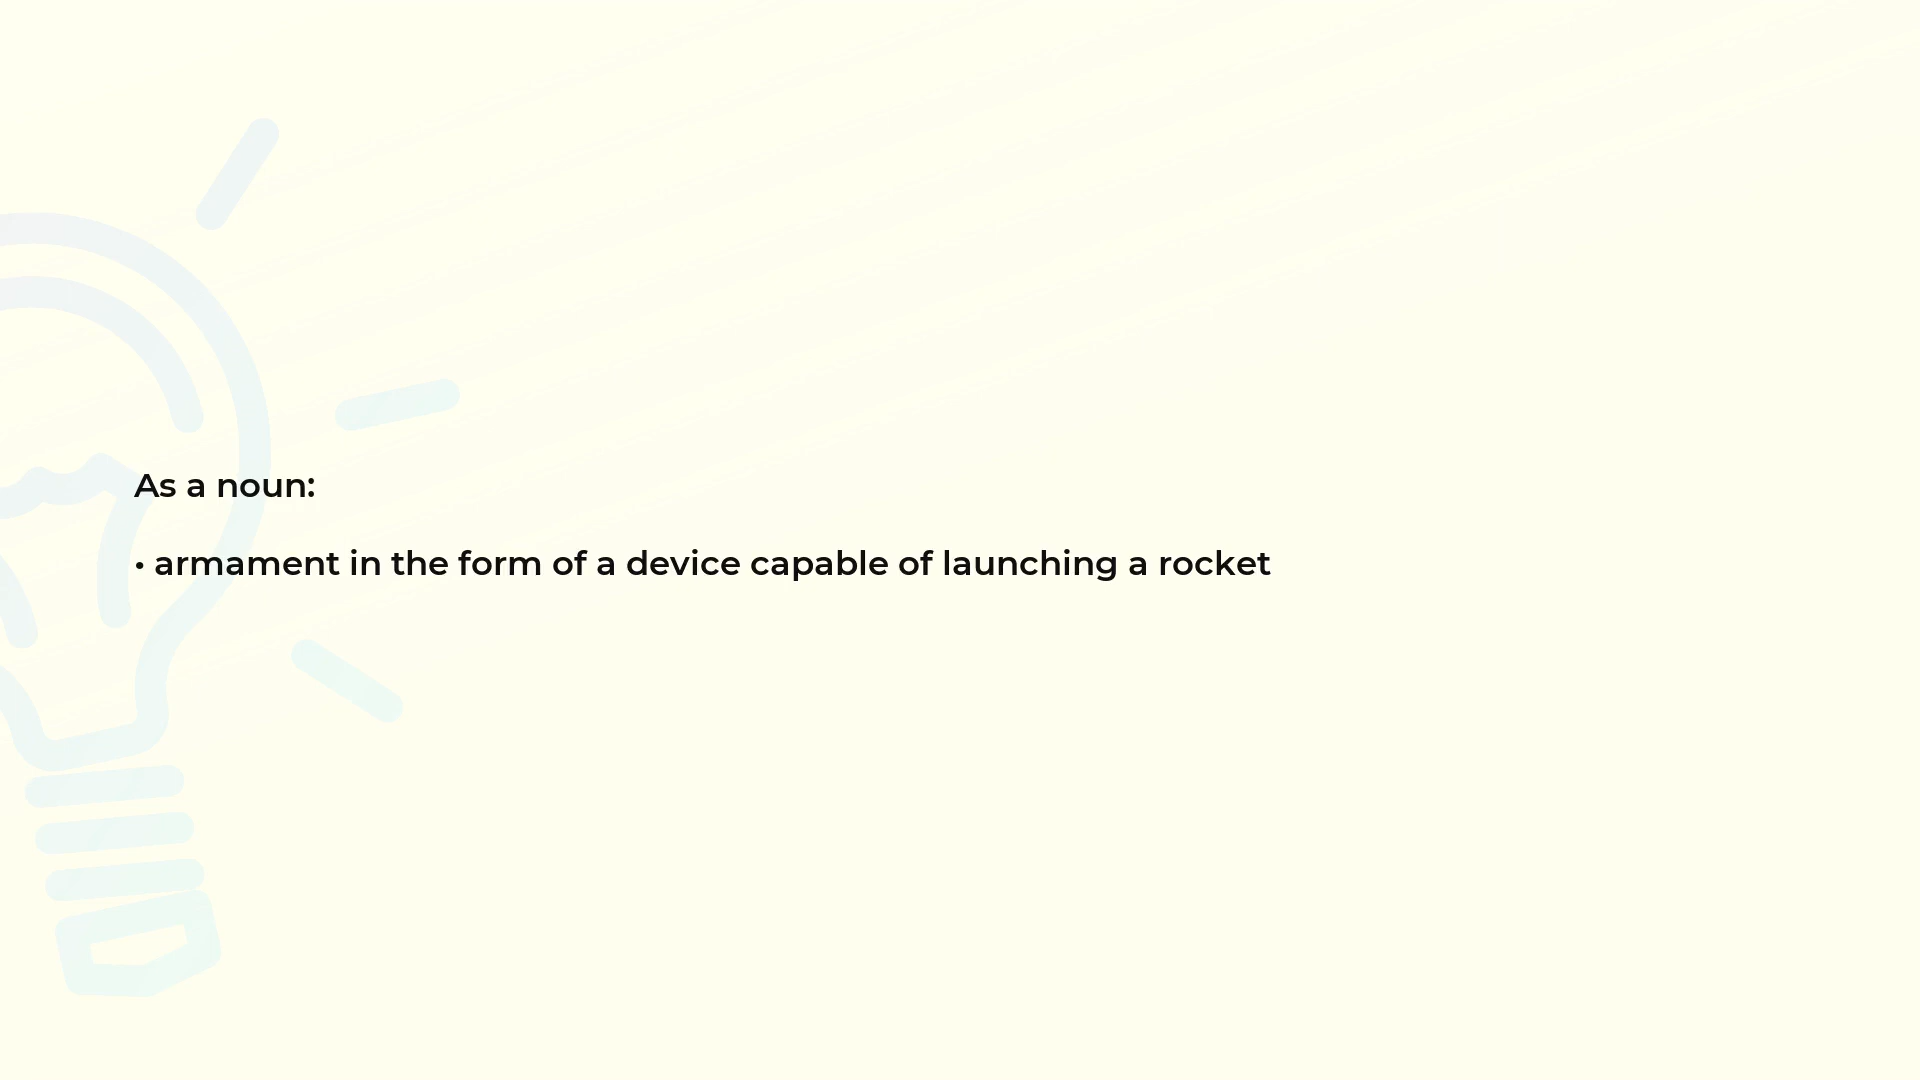 As a noun:
• armament in the form of a device capable of launching a rocket